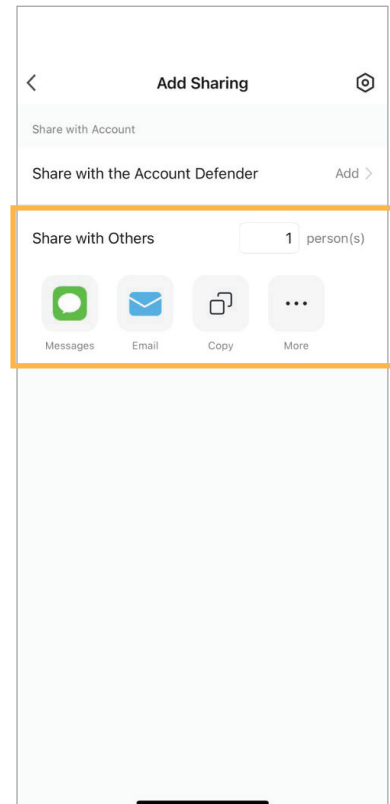 Add Sharing
Share with Account
Share with the Account Defender Add >
Share with Others 1 person(s)
Messages Email Copy More